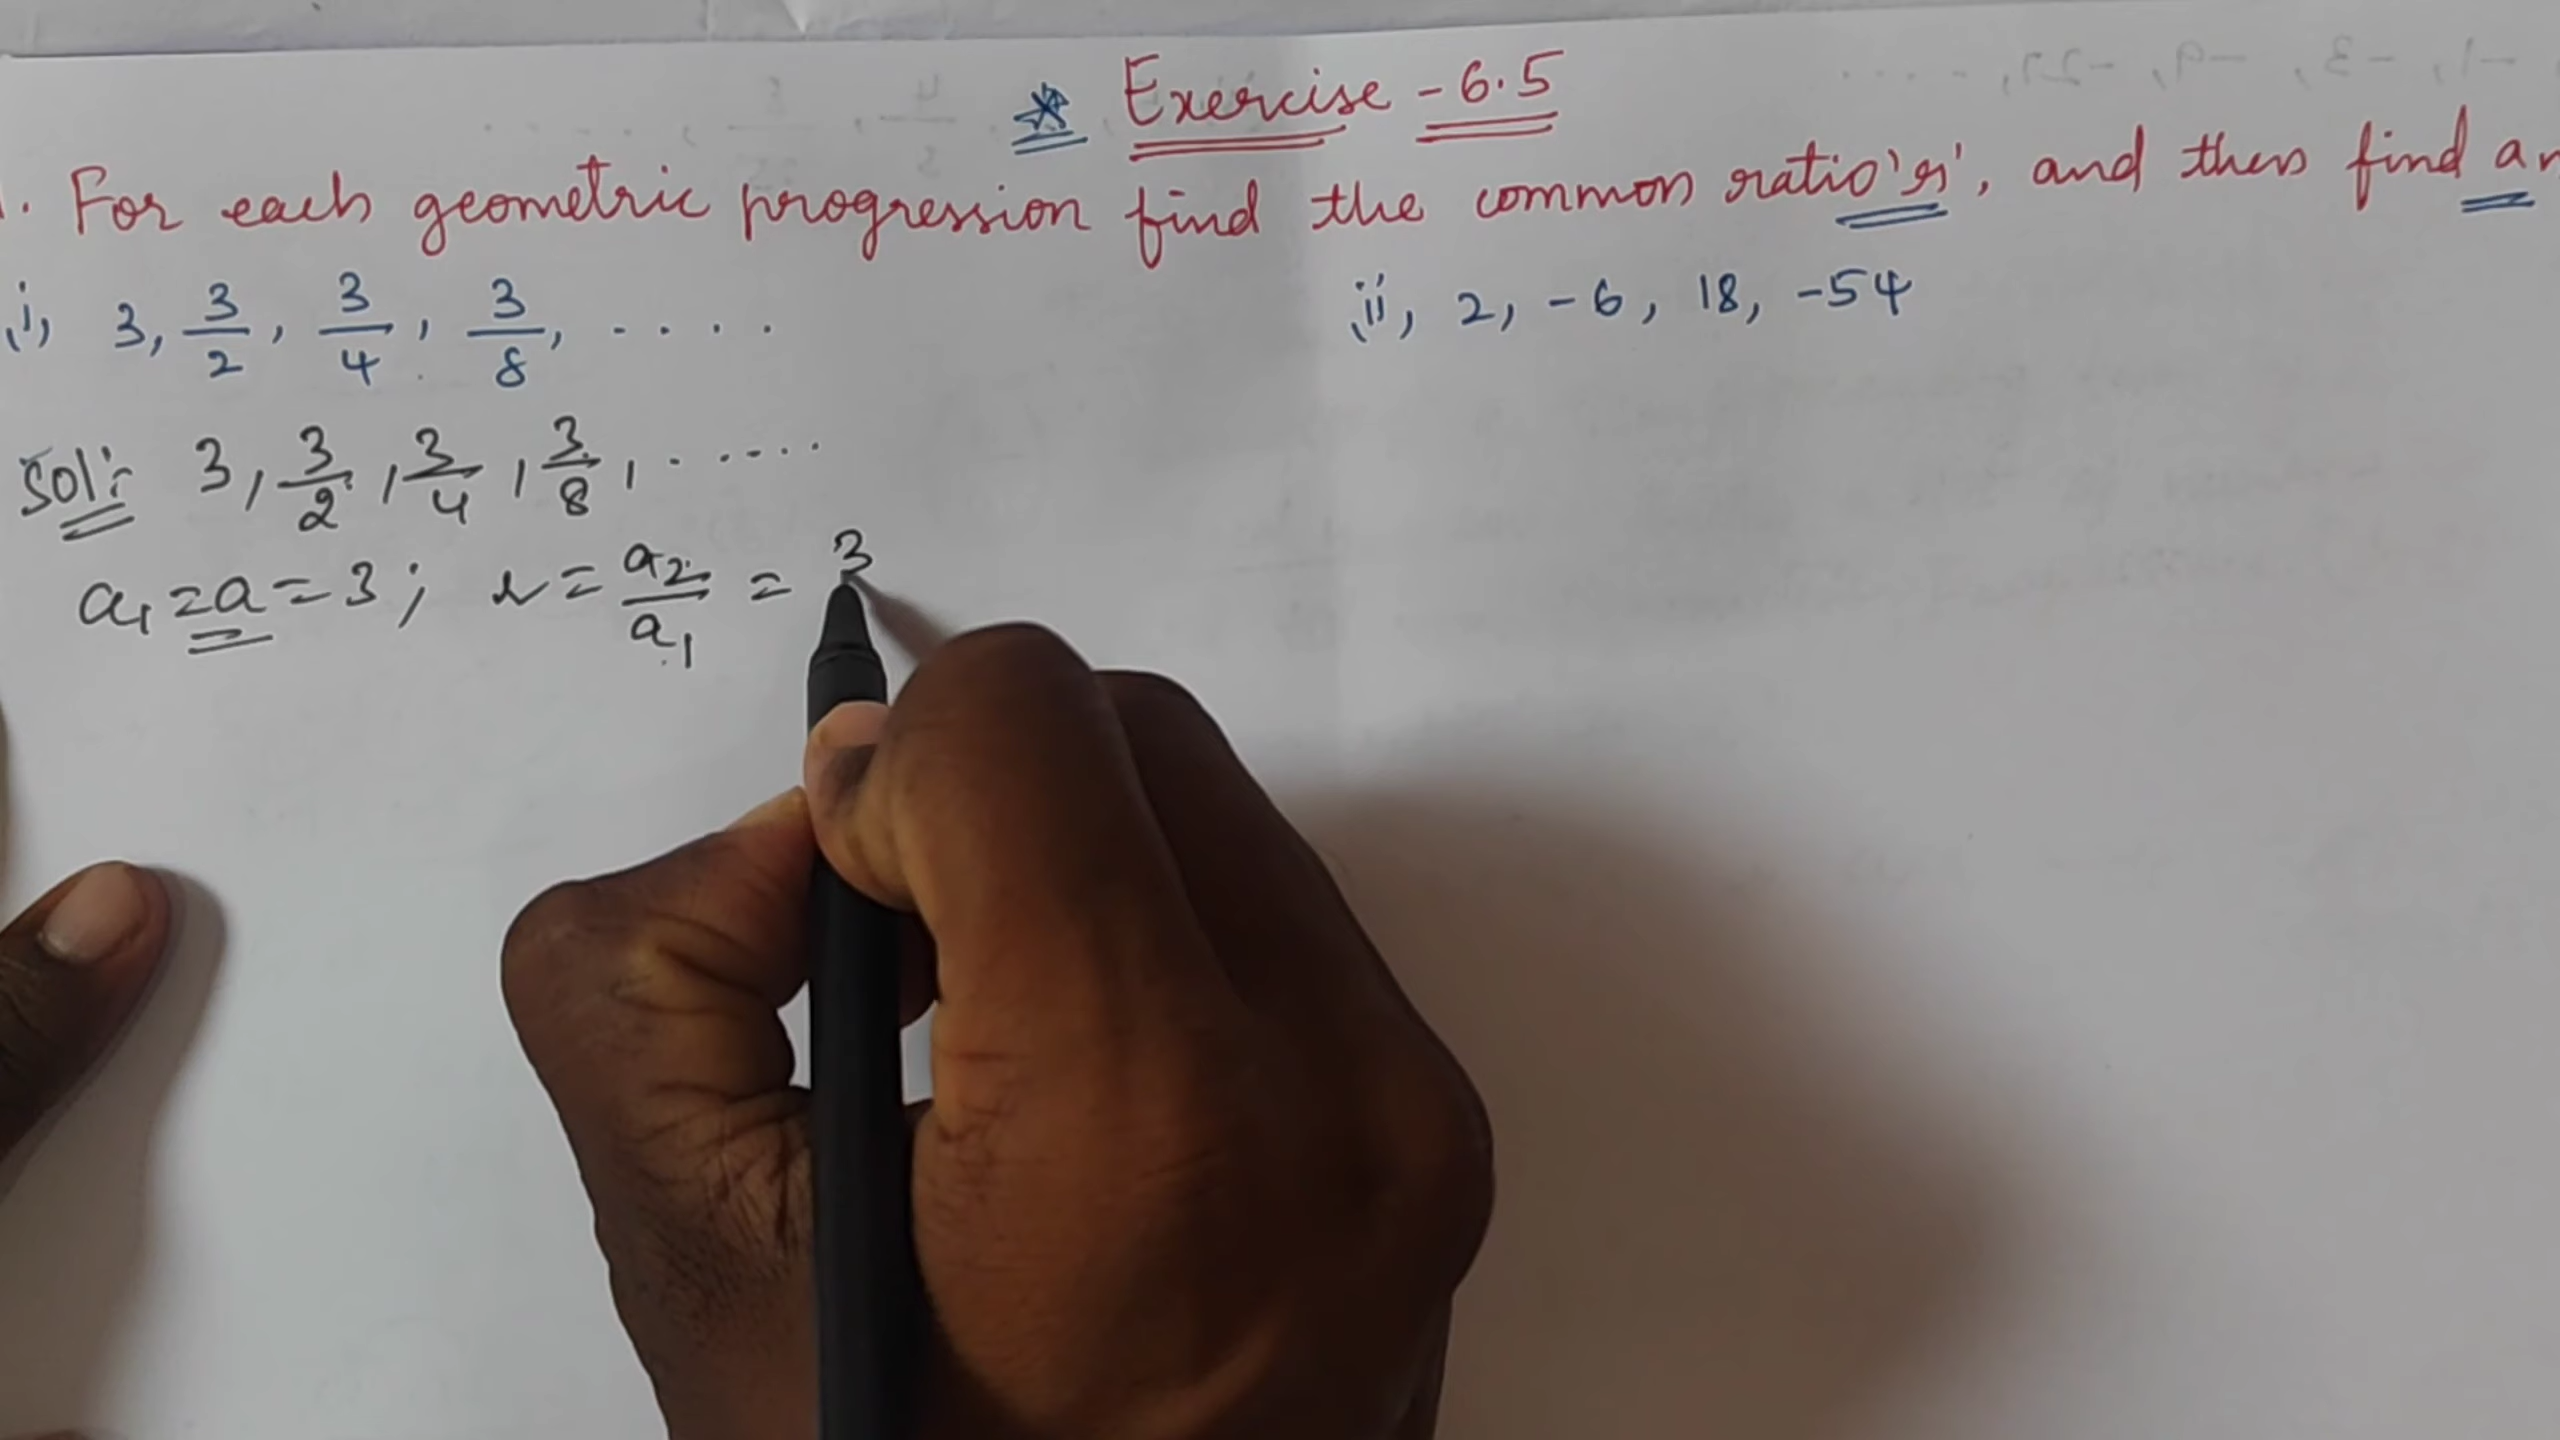 * Exercise - 6.5
1. For each geometric progression find the common ratio 'r', and then find an
i, 3, 3/2, 3/4, 3/8, ....
ii, 2, -6, 18, -54
Sol: 3, 3/2, 3/4, 3/8, ......
a1 = a = 3; r = a2/a1 = 3